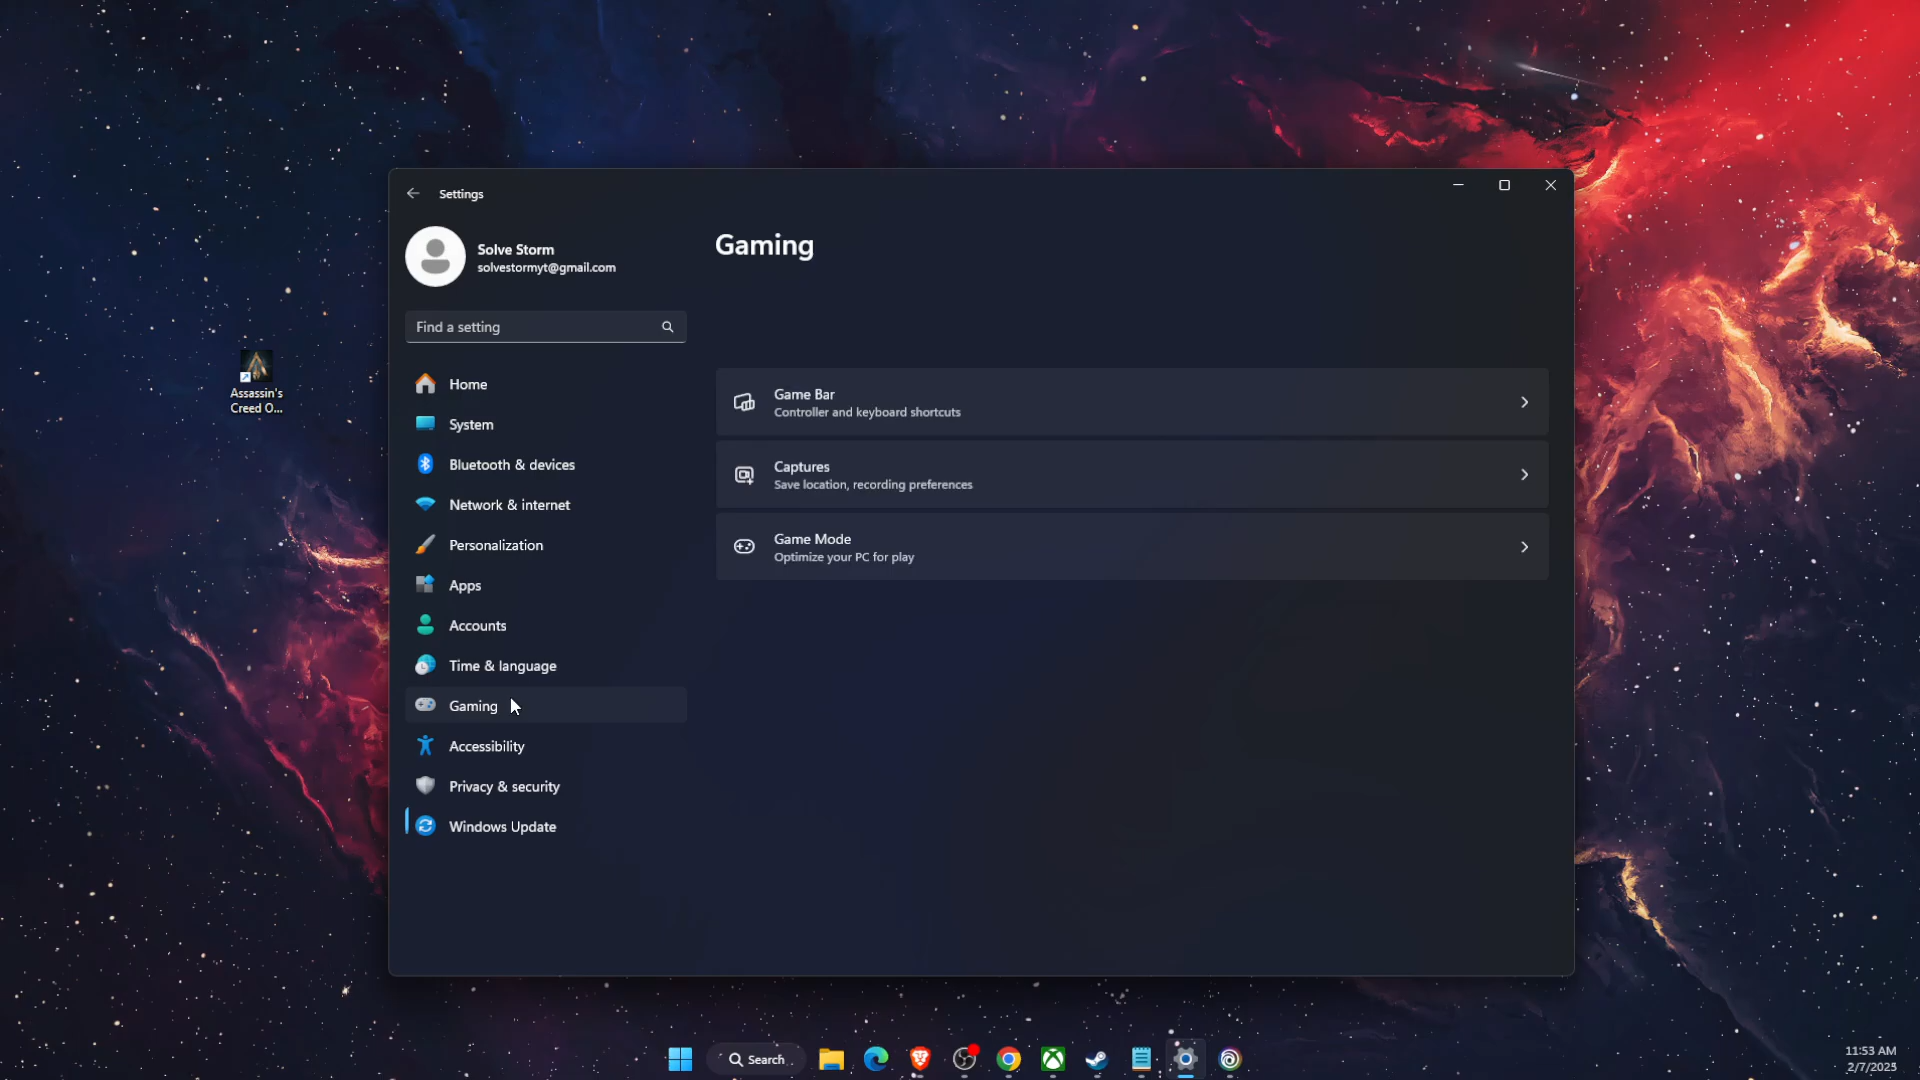 Settings
Solve Storm
solvestormyt@gmail.com
Find a setting
Home
System
Bluetooth & devices
Network & internet
Personalization
Apps
Accounts
Time & language
Gaming
Accessibility
Privacy & security
Windows Update
Gaming
Game Bar
Controller and keyboard shortcuts
Captures
Save location, recording preferences
Game Mode
Optimize your PC for play
Assassin's
Creed O...
Search
11:53 AM
2/7/2025